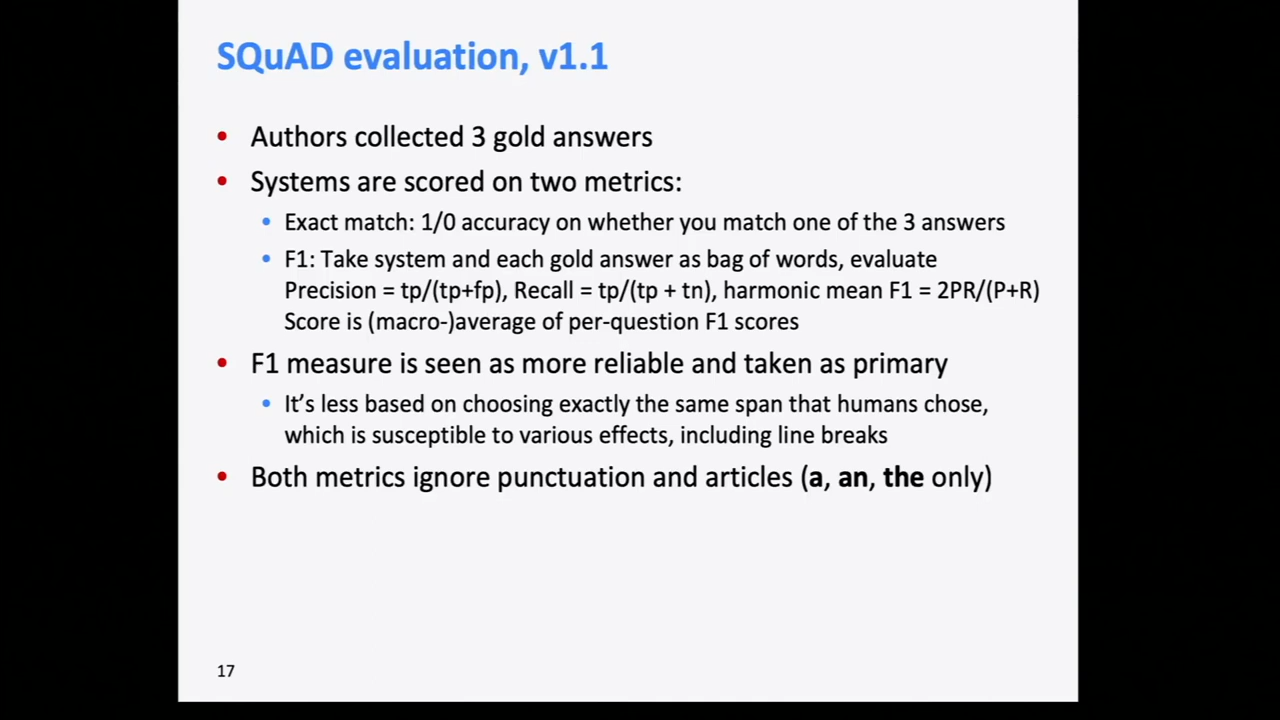 SQuAD evaluation, v1.1
• Authors collected 3 gold answers
• Systems are scored on two metrics:
• Exact match: 1/0 accuracy on whether you match one of the 3 answers
• F1: Take system and each gold answer as bag of words, evaluate
Precision = tp/(tp+fp), Recall = tp/(tp + tn), harmonic mean F1 = 2PR/(P+R)
Score is (macro-)average of per-question F1 scores
• F1 measure is seen as more reliable and taken as primary
• It’s less based on choosing exactly the same span that humans chose,
which is susceptible to various effects, including line breaks
• Both metrics ignore punctuation and articles (a, an, the only)
17